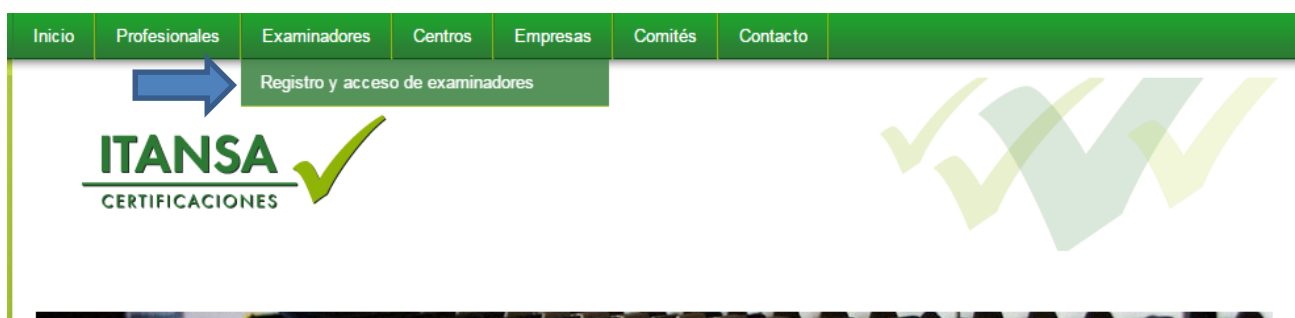 Inicio Profesionales Examinadores Centros Empresas Comités Contacto
Registro y acceso de examinadores
ITANSA
CERTIFICACIONES